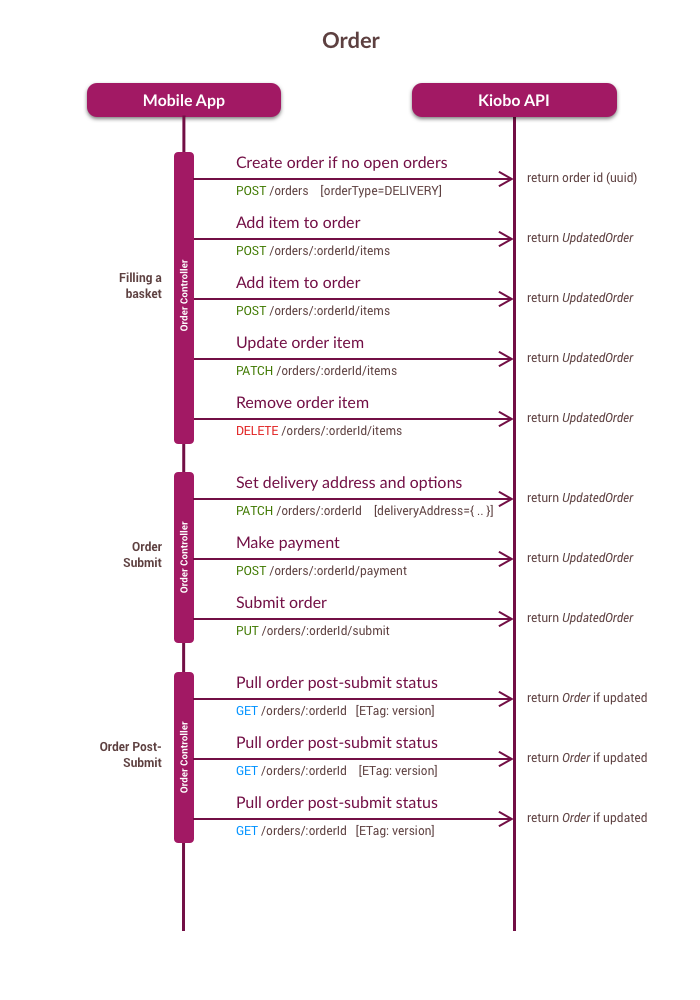 Order
Mobile App
Kiobo API
Create order if no open orders
POST /orders [orderType=DELIVERY]
return order id (uuid)
Add item to order
POST /orders/:orderId/items
return UpdatedOrder
Filling a
basket
Order Controller
Add item to order
POST /orders/:orderId/items
return UpdatedOrder
Update order item
PATCH /orders/:orderId/items
return UpdatedOrder
Remove order item
DELETE /orders/:orderId/items
return UpdatedOrder
Set delivery address and options
PATCH /orders/:orderId [deliveryAddress={ .. }]
return UpdatedOrder
Order
Submit
Order Controller
Make payment
POST /orders/:orderId/payment
return UpdatedOrder
Submit order
PUT /orders/:orderId/submit
return UpdatedOrder
Pull order post-submit status
GET /orders/:orderId [ETag: version]
return Order if updated
Order Post-
Submit
Order Controller
Pull order post-submit status
GET /orders/:orderId [ETag: version]
return Order if updated
Pull order post-submit status
GET /orders/:orderId [ETag: version]
return Order if updated